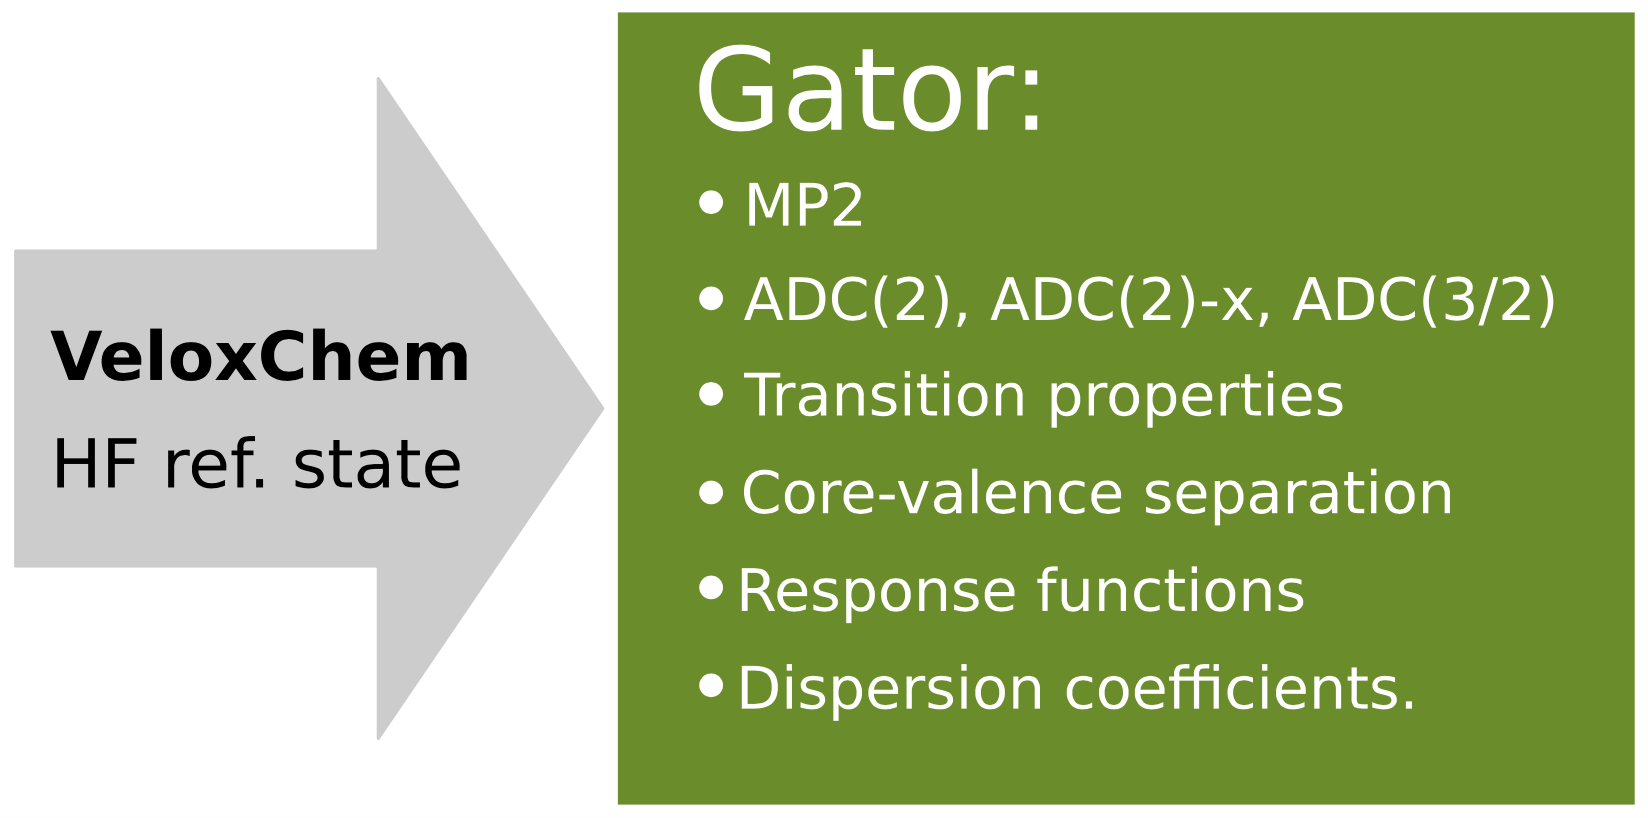 VeloxChem
HF ref. state
Gator:
• MP2
• ADC(2), ADC(2)-x, ADC(3/2)
• Transition properties
• Core-valence separation
• Response functions
• Dispersion coefficients.